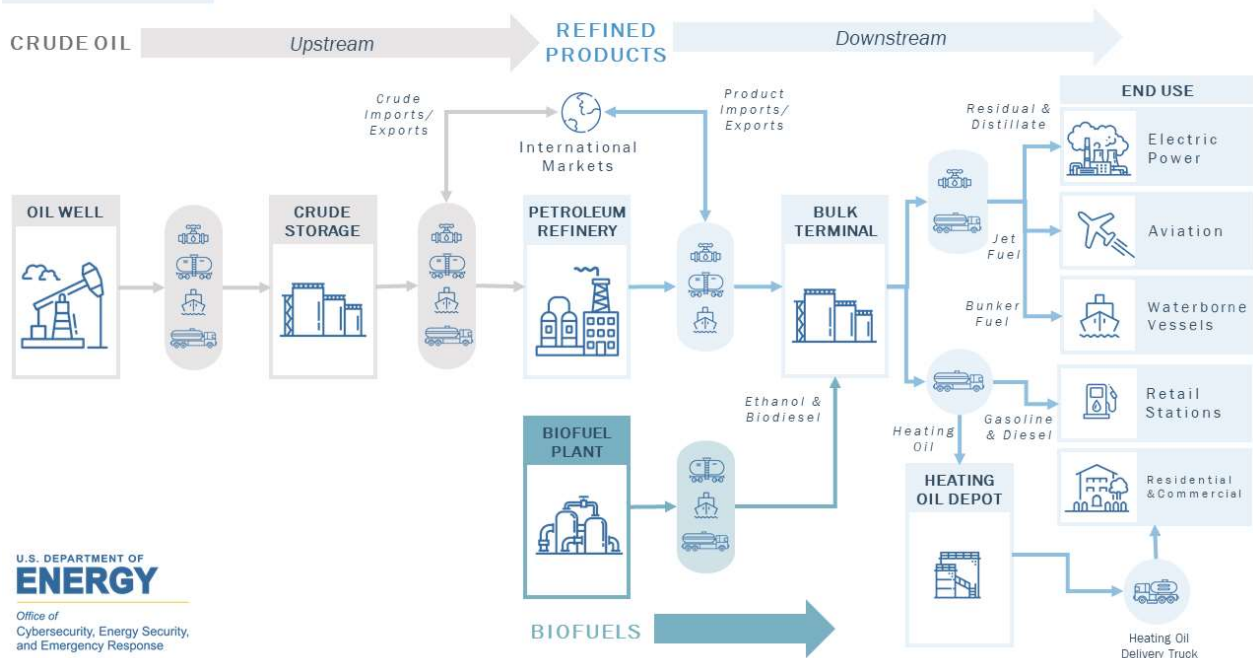 CRUDE OIL
Upstream
REFINED
PRODUCTS
Downstream
Crude
Imports/
Exports
International
Markets
Product
Imports/
Exports
Residual &
Distillate
END USE
Electric
Power
OIL WELL
CRUDE
STORAGE
PETROLEUM
REFINERY
BULK
TERMINAL
Jet
Fuel
Aviation
Bunker
Fuel
Waterborne
Vessels
Ethanol &
Biodiesel
Heating
Oil
Gasoline
& Diesel
Retail
Stations
BIOFUEL
PLANT
HEATING
OIL DEPOT
Residential
& Commercial
U.S. DEPARTMENT OF
ENERGY
Office of
Cybersecurity, Energy Security,
and Emergency Response
BIOFUELS
Heating Oil
Delivery Truck